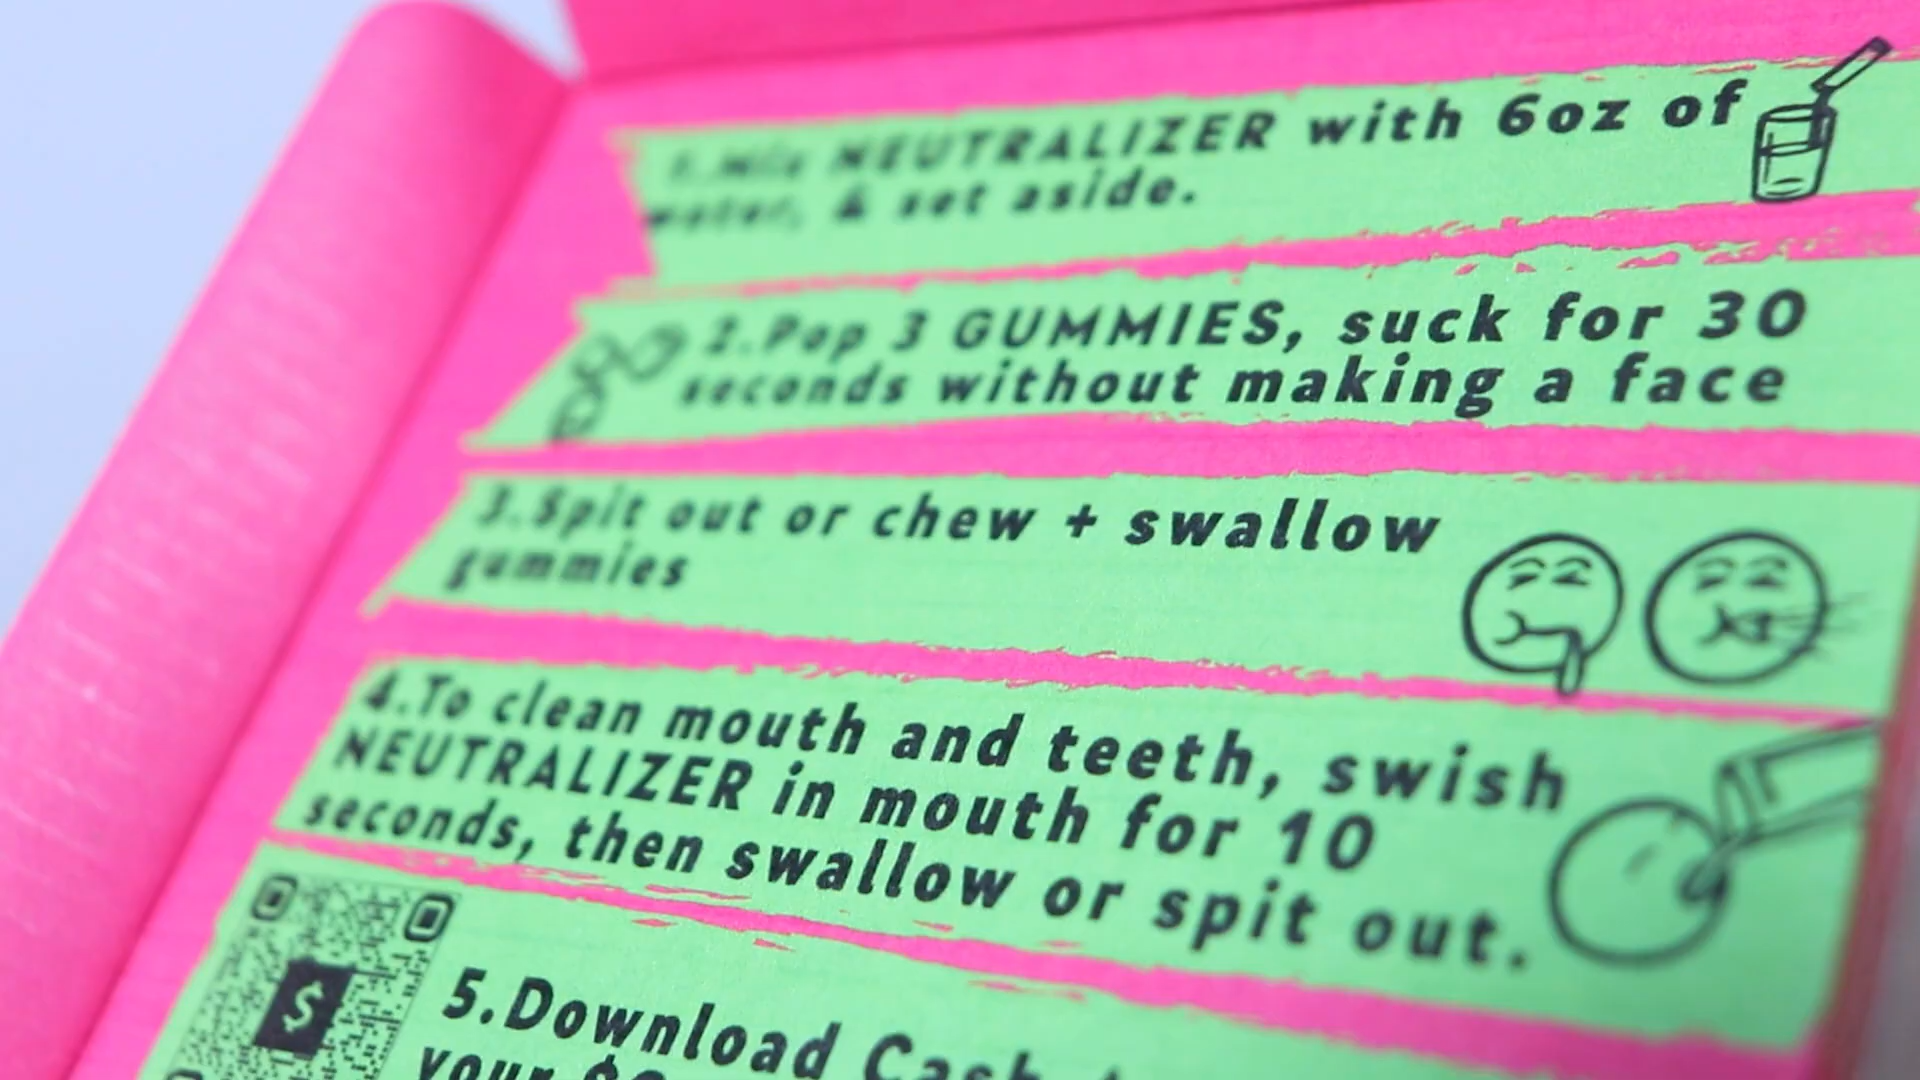 1.Mix NEUTRALIZER with 6oz of
water, & set aside.
2.Pop 3 GUMMIES, suck for 30
seconds without making a face
3.Spit out or chew + swallow
gummies
4.To clean mouth and teeth, swish
NEUTRALIZER in mouth for 10
seconds, then swallow or spit out.
$
5.Download Cash
your